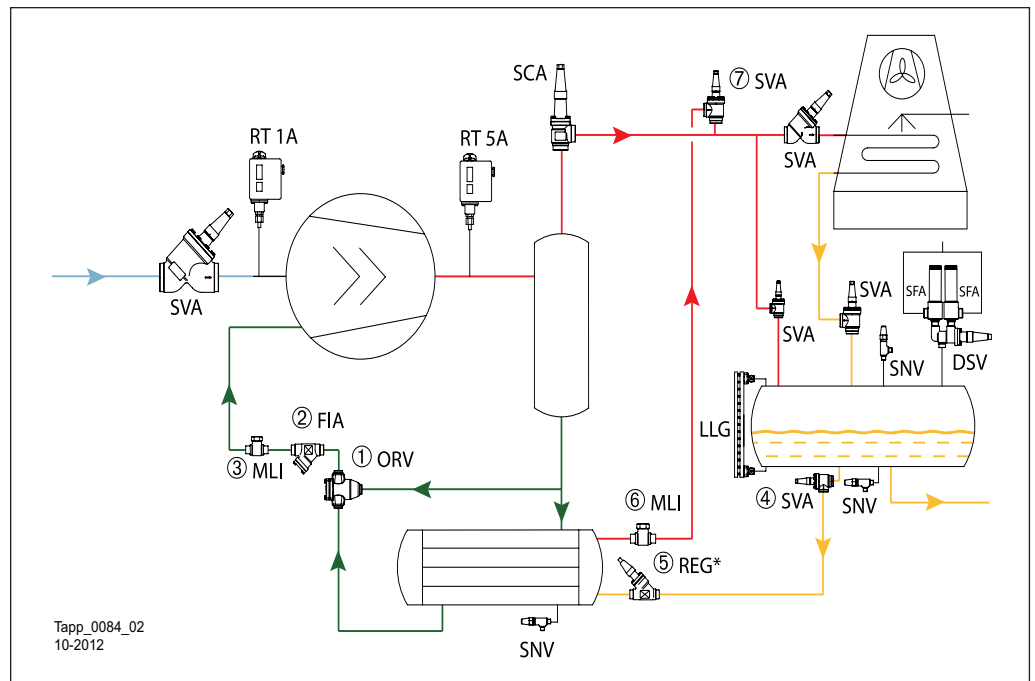 SCA
⑦ SVA
RT 1A
RT 5A
SVA
SVA
SVA
SVA
SFA
SFA
SNV
DSV
LLG
② FIA
① ORV
③ MLI
⑥ MLI
④ SVA
SNV
⑤ REG*
SNV
Tapp_0084_02
10-2012